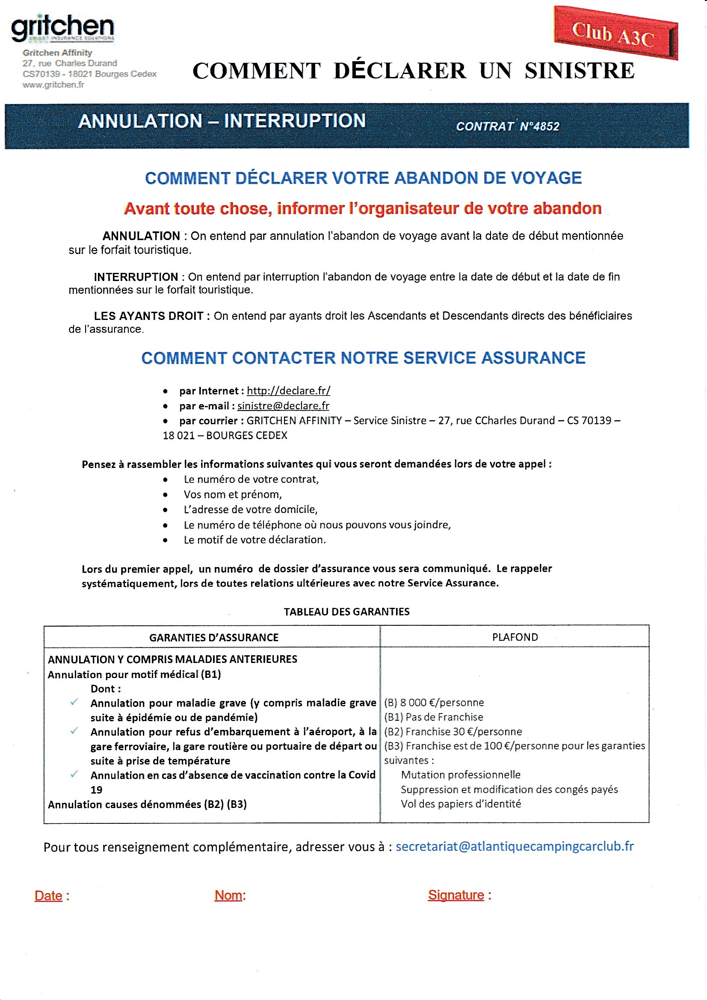 gritchen
SMART INSURANCE SOLUTIONS
Club A3C
Gritchen Affinity
27, rue Charles Durand
CS70139 - 18021 Bourges Cedex
www.gritchen.fr
COMMENT DÉCLARER UN SINISTRE
ANNULATION – INTERRUPTION CONTRAT N°4852
COMMENT DÉCLARER VOTRE ABANDON DE VOYAGE
Avant toute chose, informer l'organisateur de votre abandon
ANNULATION : On entend par annulation l'abandon de voyage avant la date de début mentionnée
sur le forfait touristique.
INTERRUPTION : On entend par interruption l'abandon de voyage entre la date de début et la date de fin
mentionnées sur le forfait touristique.
LES AYANTS DROIT : On entend par ayants droit les Ascendants et Descendants directs des bénéficiaires
de l'assurance.
COMMENT CONTACTER NOTRE SERVICE ASSURANCE
• par Internet : http://declare.fr/
• par e-mail : sinistre@declare.fr
• par courrier : GRITCHEN AFFINITY – Service Sinistre – 27, rue CCharles Durand – CS 70139 –
18 021 – BOURGES CEDEX
Pensez à rassembler les informations suivantes qui vous seront demandées lors de votre appel :
• Le numéro de votre contrat,
• Vos nom et prénom,
• L'adresse de votre domicile,
• Le numéro de téléphone où nous pouvons vous joindre,
• Le motif de votre déclaration.
Lors du premier appel, un numéro de dossier d'assurance vous sera communiqué. Le rappeler
systématiquement, lors de toutes relations ultérieures avec notre Service Assurance.
TABLEAU DES GARANTIES
GARANTIES D'ASSURANCE
PLAFOND
ANNULATION Y COMPRIS MALADIES ANTERIEURES
Annulation pour motif médical (B1)
Dont :
✓ Annulation pour maladie grave (y compris maladie grave
suite à épidémie ou de pandémie)
✓ Annulation pour refus d'embarquement à l'aéroport, à la
gare ferroviaire, la gare routière ou portuaire de départ ou
suite à prise de température
✓ Annulation en cas d'absence de vaccination contre la Covid
19
Annulation causes dénommées (B2) (B3)
(B) 8 000 €/personne
(B1) Pas de Franchise
(B2) Franchise 30 €/personne
(B3) Franchise est de 100 €/personne pour les garanties
suivantes :
Mutation professionnelle
Suppression et modification des congés payés
Vol des papiers d'identité
Pour tous renseignement complémentaire, adresser vous à : secretariat@atlantiquecampingcarclub.fr
Date : Nom: Signature :